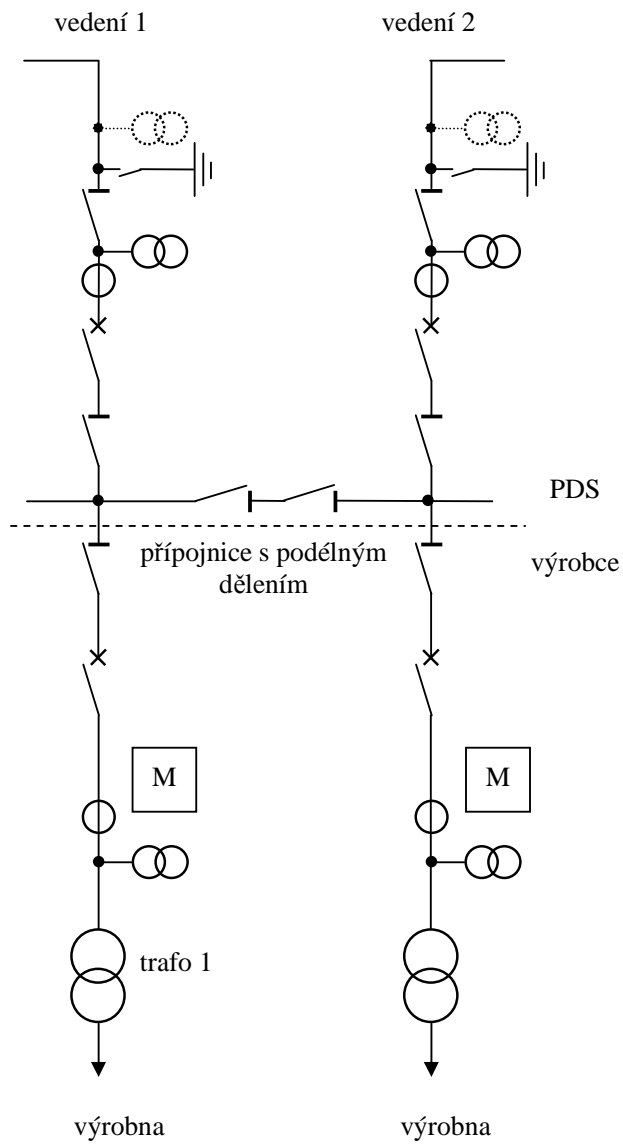 vedení 1
vedení 2
PDS
přípojnice s podélným
dělením
výrobce
M
M
trafo 1
výrobna
výrobna